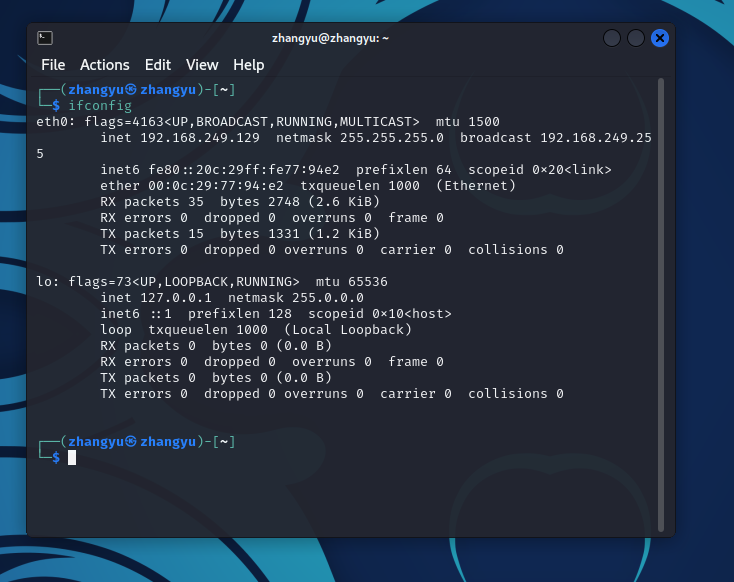 zhangyu@zhangyu: ~
File Actions Edit View Help
┌──(zhangyu㉿zhangyu)-[~]
└─$ ifconfig
eth0: flags=4163<UP,BROADCAST,RUNNING,MULTICAST>  mtu 1500
        inet 192.168.249.129  netmask 255.255.255.0  broadcast 192.168.249.25
5
        inet6 fe80::20c:29ff:fe77:94e2  prefixlen 64  scopeid 0×20<link>
        ether 00:0c:29:77:94:e2  txqueuelen 1000  (Ethernet)
        RX packets 35  bytes 2748 (2.6 KiB)
        RX errors 0  dropped 0  overruns 0  frame 0
        TX packets 15  bytes 1331 (1.2 KiB)
        TX errors 0  dropped 0 overruns 0  carrier 0  collisions 0
lo: flags=73<UP,LOOPBACK,RUNNING>  mtu 65536
        inet 127.0.0.1  netmask 255.0.0.0
        inet6 ::1  prefixlen 128  scopeid 0×10<host>
        loop  txqueuelen 1000  (Local Loopback)
        RX packets 0  bytes 0 (0.0 B)
        RX errors 0  dropped 0  overruns 0  frame 0
        TX packets 0  bytes 0 (0.0 B)
        TX errors 0  dropped 0 overruns 0  carrier 0  collisions 0
┌──(zhangyu㉿zhangyu)-[~]
└─$